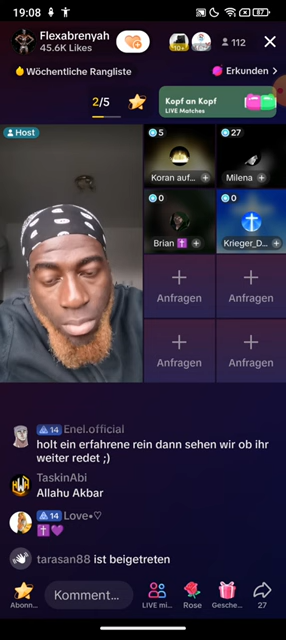 19:08
87
Flexabrenyah
45.6K Likes
10+
112
Wöchentliche Rangliste
Erkunden >
2/5
Kopf an Kopf
LIVE Matches
Host
5
Koran auf...
27
Milena
0
Brian ✝️
0
Krieger_D...
Anfragen
Anfragen
Anfragen
Anfragen
14 Enel.official
holt ein erfahrene rein dann sehen wir ob ihr
weiter redet ;)
TaskinAbi
Allahu Akbar
14 Love•♡
✝️💜
tarasan88 ist beigetreten
Abonn...
Komment...
LIVE mi...
Rose
Gesche...
27